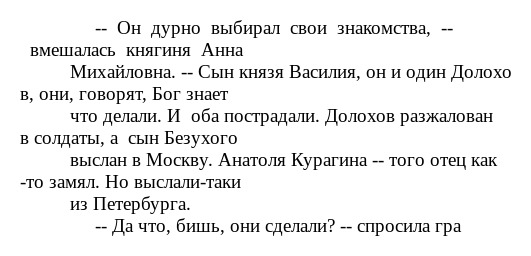 --  Он  дурно  выбирал  свои  знакомства,  --
вмешалась  княгиня  Анна
Михайловна. -- Сын князя Василия, он и один Долохо
в, они, говорят, Бог знает
что делали. И  оба пострадали. Долохов разжалован
в солдаты, а  сын Безухого
выслан в Москву. Анатоля Курагина -- того отец как
-то замял. Но выслали-таки
из Петербурга.
-- Да что, бишь, они сделали? -- спросила гра